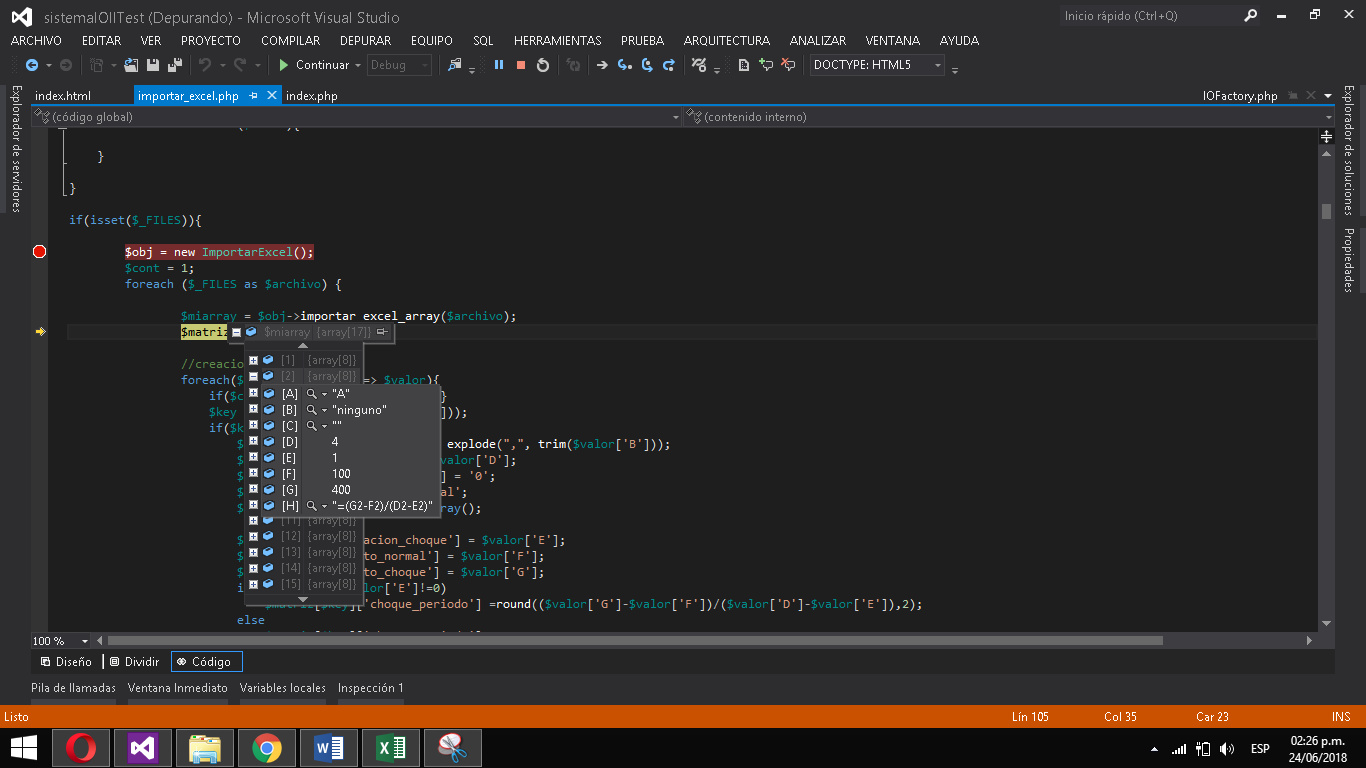 sistemaIOIITest (Depurando) - Microsoft Visual Studio
Inicio rápido (Ctrl+Q)
ARCHIVO EDITAR VER PROYECTO COMPILAR DEPURAR EQUIPO SQL HERRAMIENTAS PRUEBA ARQUITECTURA ANALIZAR VENTANA AYUDA
Continuar Debug DOCTYPE: HTML5
index.html importar_excel.php index.php IOFactory.php
(código global) (contenido interno)
Explorador de servidores
Explorador de soluciones
Propiedades
){
}
}
if(isset($_FILES)){
$obj = new ImportarExcel();
$cont = 1;
foreach ($_FILES as $archivo) {
$miarray = $obj->importar_excel_array($archivo);
$matriz $miarray {array[17]}
//creacio [1] {array[8]}
foreach($ [2] {array[8]} => $valor){
if($c [A] "A" }
$key [B] "ninguno" ]));
if($k [C] ""
$ [D] 4 explode(",", trim($valor['B']));
$ [E] 1 valor['D'];
$ [F] 100 ] = '0';
$ [G] 400 al';
$ [H] "=(G2-F2)/(D2-E2)" ray();
[11] {array[8]}
$ [12] {array[8]} acion_choque'] = $valor['E'];
$ [13] {array[8]} to_normal'] = $valor['F'];
$ [14] {array[8]} to_choque'] = $valor['G'];
i [15] {array[8]} lor['E']!=0)
$matriz[$key]['choque_periodo'] =round(($valor['G']-$valor['F'])/($valor['D']-$valor['E']),2);
else
100 %
Diseño Dividir Código
Pila de llamadas Ventana Inmediato Variables locales Inspección 1
Listo Lín 105 Col 35 Car 23 INS
ESP 02:26 p.m.
24/06/2018